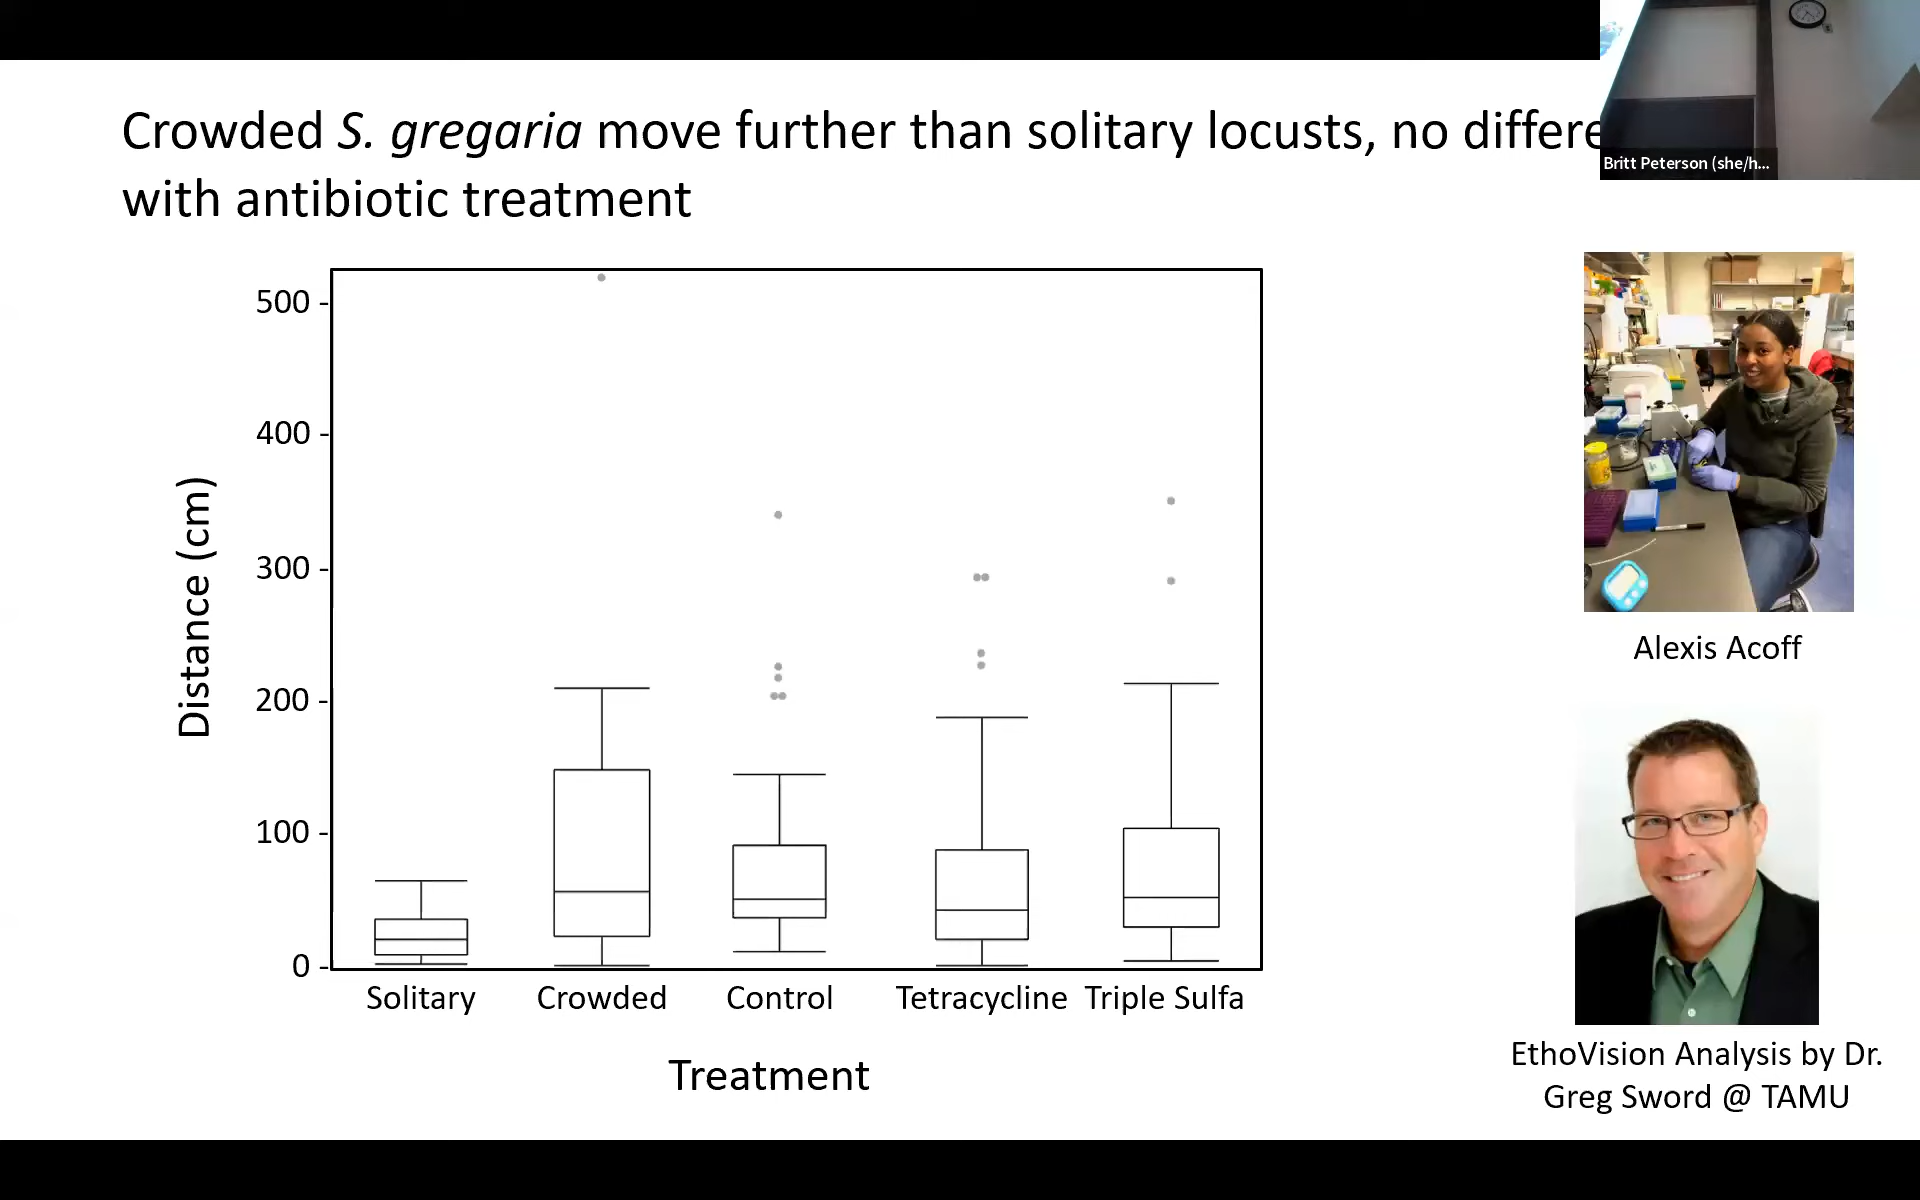 Crowded S. gregaria move further than solitary locusts, no differe
with antibiotic treatment
Britt Peterson (she/h...
500
400
300
200
100
0
Distance (cm)
Solitary Crowded Control Tetracycline Triple Sulfa
Treatment
Alexis Acoff
EthoVision Analysis by Dr.
Greg Sword @ TAMU